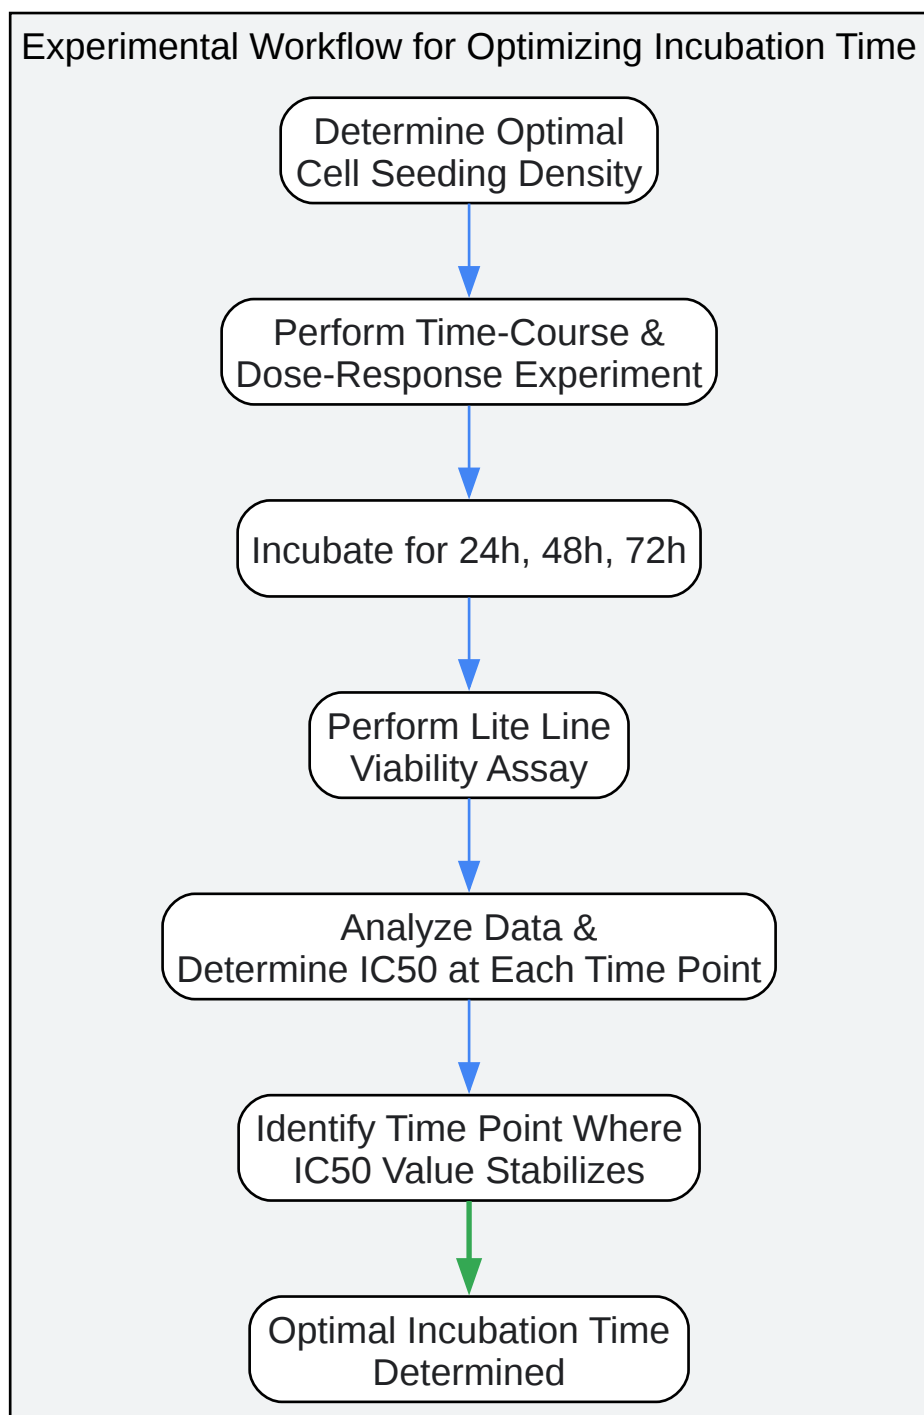 Experimental Workflow for Optimizing Incubation Time
Determine Optimal
Cell Seeding Density
Perform Time-Course &
Dose-Response Experiment
Incubate for 24h, 48h, 72h
Perform Lite Line
Viability Assay
Analyze Data &
Determine IC50 at Each Time Point
Identify Time Point Where
IC50 Value Stabilizes
Optimal Incubation Time
Determined